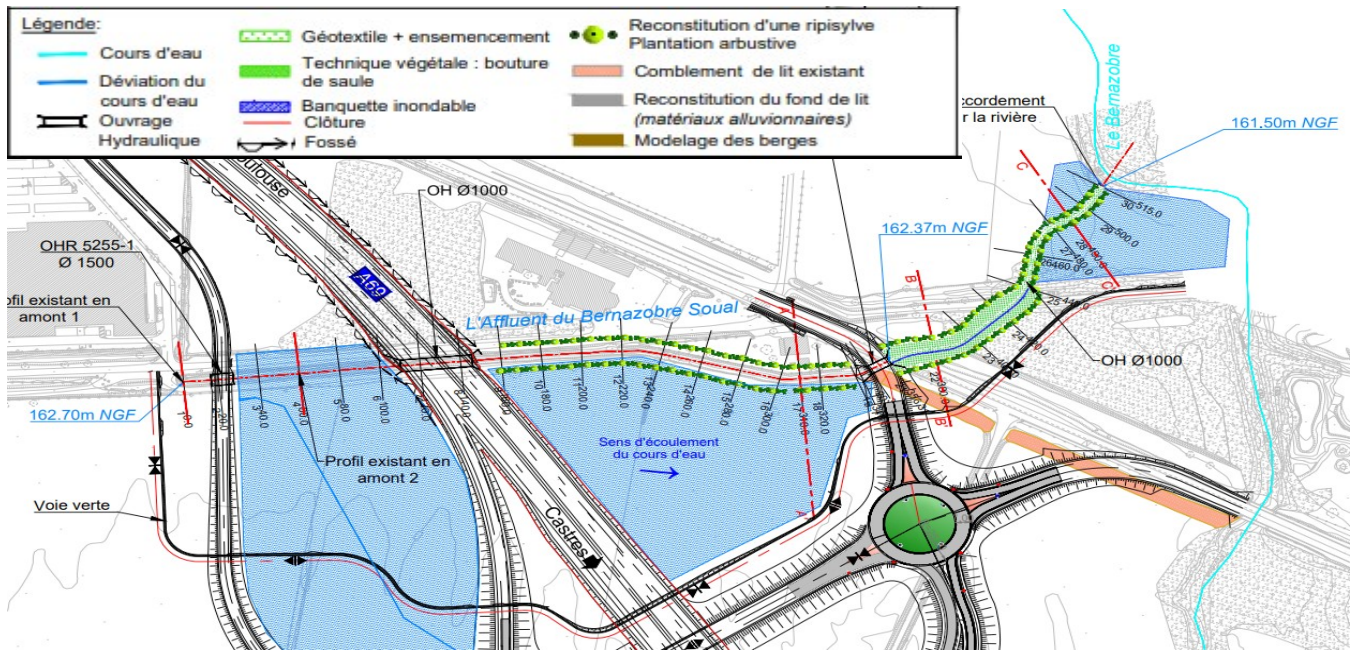 Légende:
Cours d'eau
Déviation du
cours d'eau
Ouvrage
Hydraulique
Géotextile + ensemencement
Technique végétale : bouture
de saule
Banquette inondable
Clôture
Fossé
Reconstitution d'une ripisylve
Plantation arbustive
Comblement de lit existant
Reconstitution du fond de lit
(matériaux alluvionnaires)
Modelage des berges
ccordement
r la rivière
Le Bernazobre
161.50m NGF
oulouse
OH Ø1000
OHR 5255-1
Ø 1500
A69
162.37m NGF
ofil existant en
amont 1
L'Affluent du Bernazobre Soual
C
C
B
B
A
A
OH Ø1000
162.70m NGF
Profil existant en
amont 2
Sens d'écoulement
du cours d'eau
Voie verte
Castres